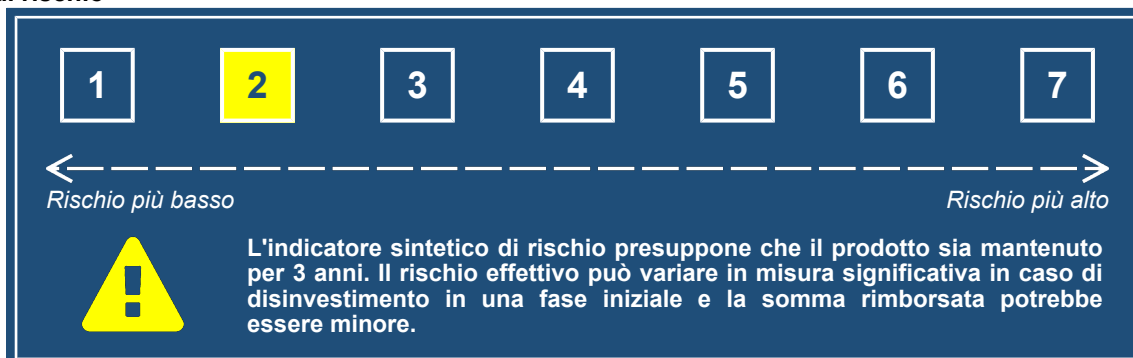 di rischio
1 2 3 4 5 6 7
Rischio più basso Rischio più alto
L'indicatore sintetico di rischio presuppone che il prodotto sia mantenuto
per 3 anni. Il rischio effettivo può variare in misura significativa in caso di
disinvestimento in una fase iniziale e la somma rimborsata potrebbe
essere minore.